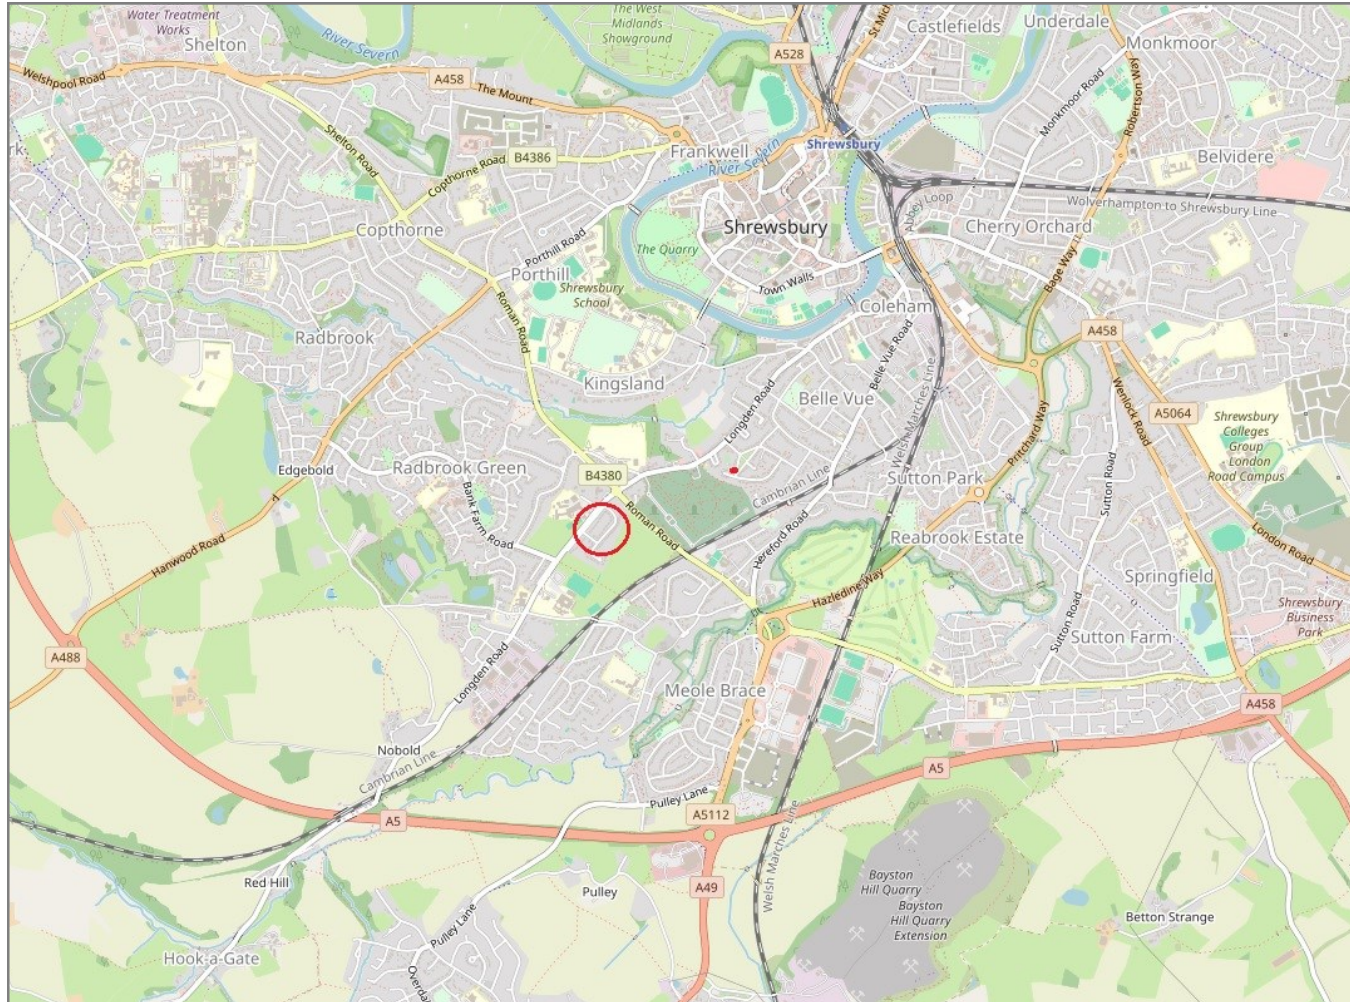 Water Treatment
Works
Shelton
River Severn
The West
Midlands
Showground
A528
St Mich
Castlefields
Underdale
Monkmoor
Welshpool Road
A458
The Mount
Monkmoor Road
Robertson Way
Shelton Road
Frankwell
Shrewsbury
River Severn
Belvidere
rk
B4386
Copthorne Road
Abbey Loop
Wolverhampton to Shrewsbury Line
Copthorne
Porthill Road
The Quarry
Shrewsbury
Cherry Orchard
Porthill
Shrewsbury
School
Town Walls
Bage Way
Coleham
Roman Road
A458
Radbrook
Kingsland
Belle Vue Road
Belle Vue
Welsh Marches Line
Longden Road
Pritchard Way
Wenlock Road
A5064
Shrewsbury
Colleges
Group
London
Road Campus
Edgebold
Radbrook Green
B4380
Cambrian Line
Sutton Park
Sutton Road
Bank Farm Road
Roman Road
Hereford Road
Reabrook Estate
London Road
Hanwood Road
Springfield
Hazledine Way
Shrewsbury
Business
Park
Sutton Road
Sutton Farm
A488
Longden Road
Meole Brace
A458
Nobold
Cambrian Line
A5
Pulley Lane
A5
A5112
Welsh Marches Line
Red Hill
Pulley
A49
Bayston
Hill Quarry
Bayston
Hill Quarry
Extension
Betton Strange
Pulley Lane
Hook-a-Gate
Overda